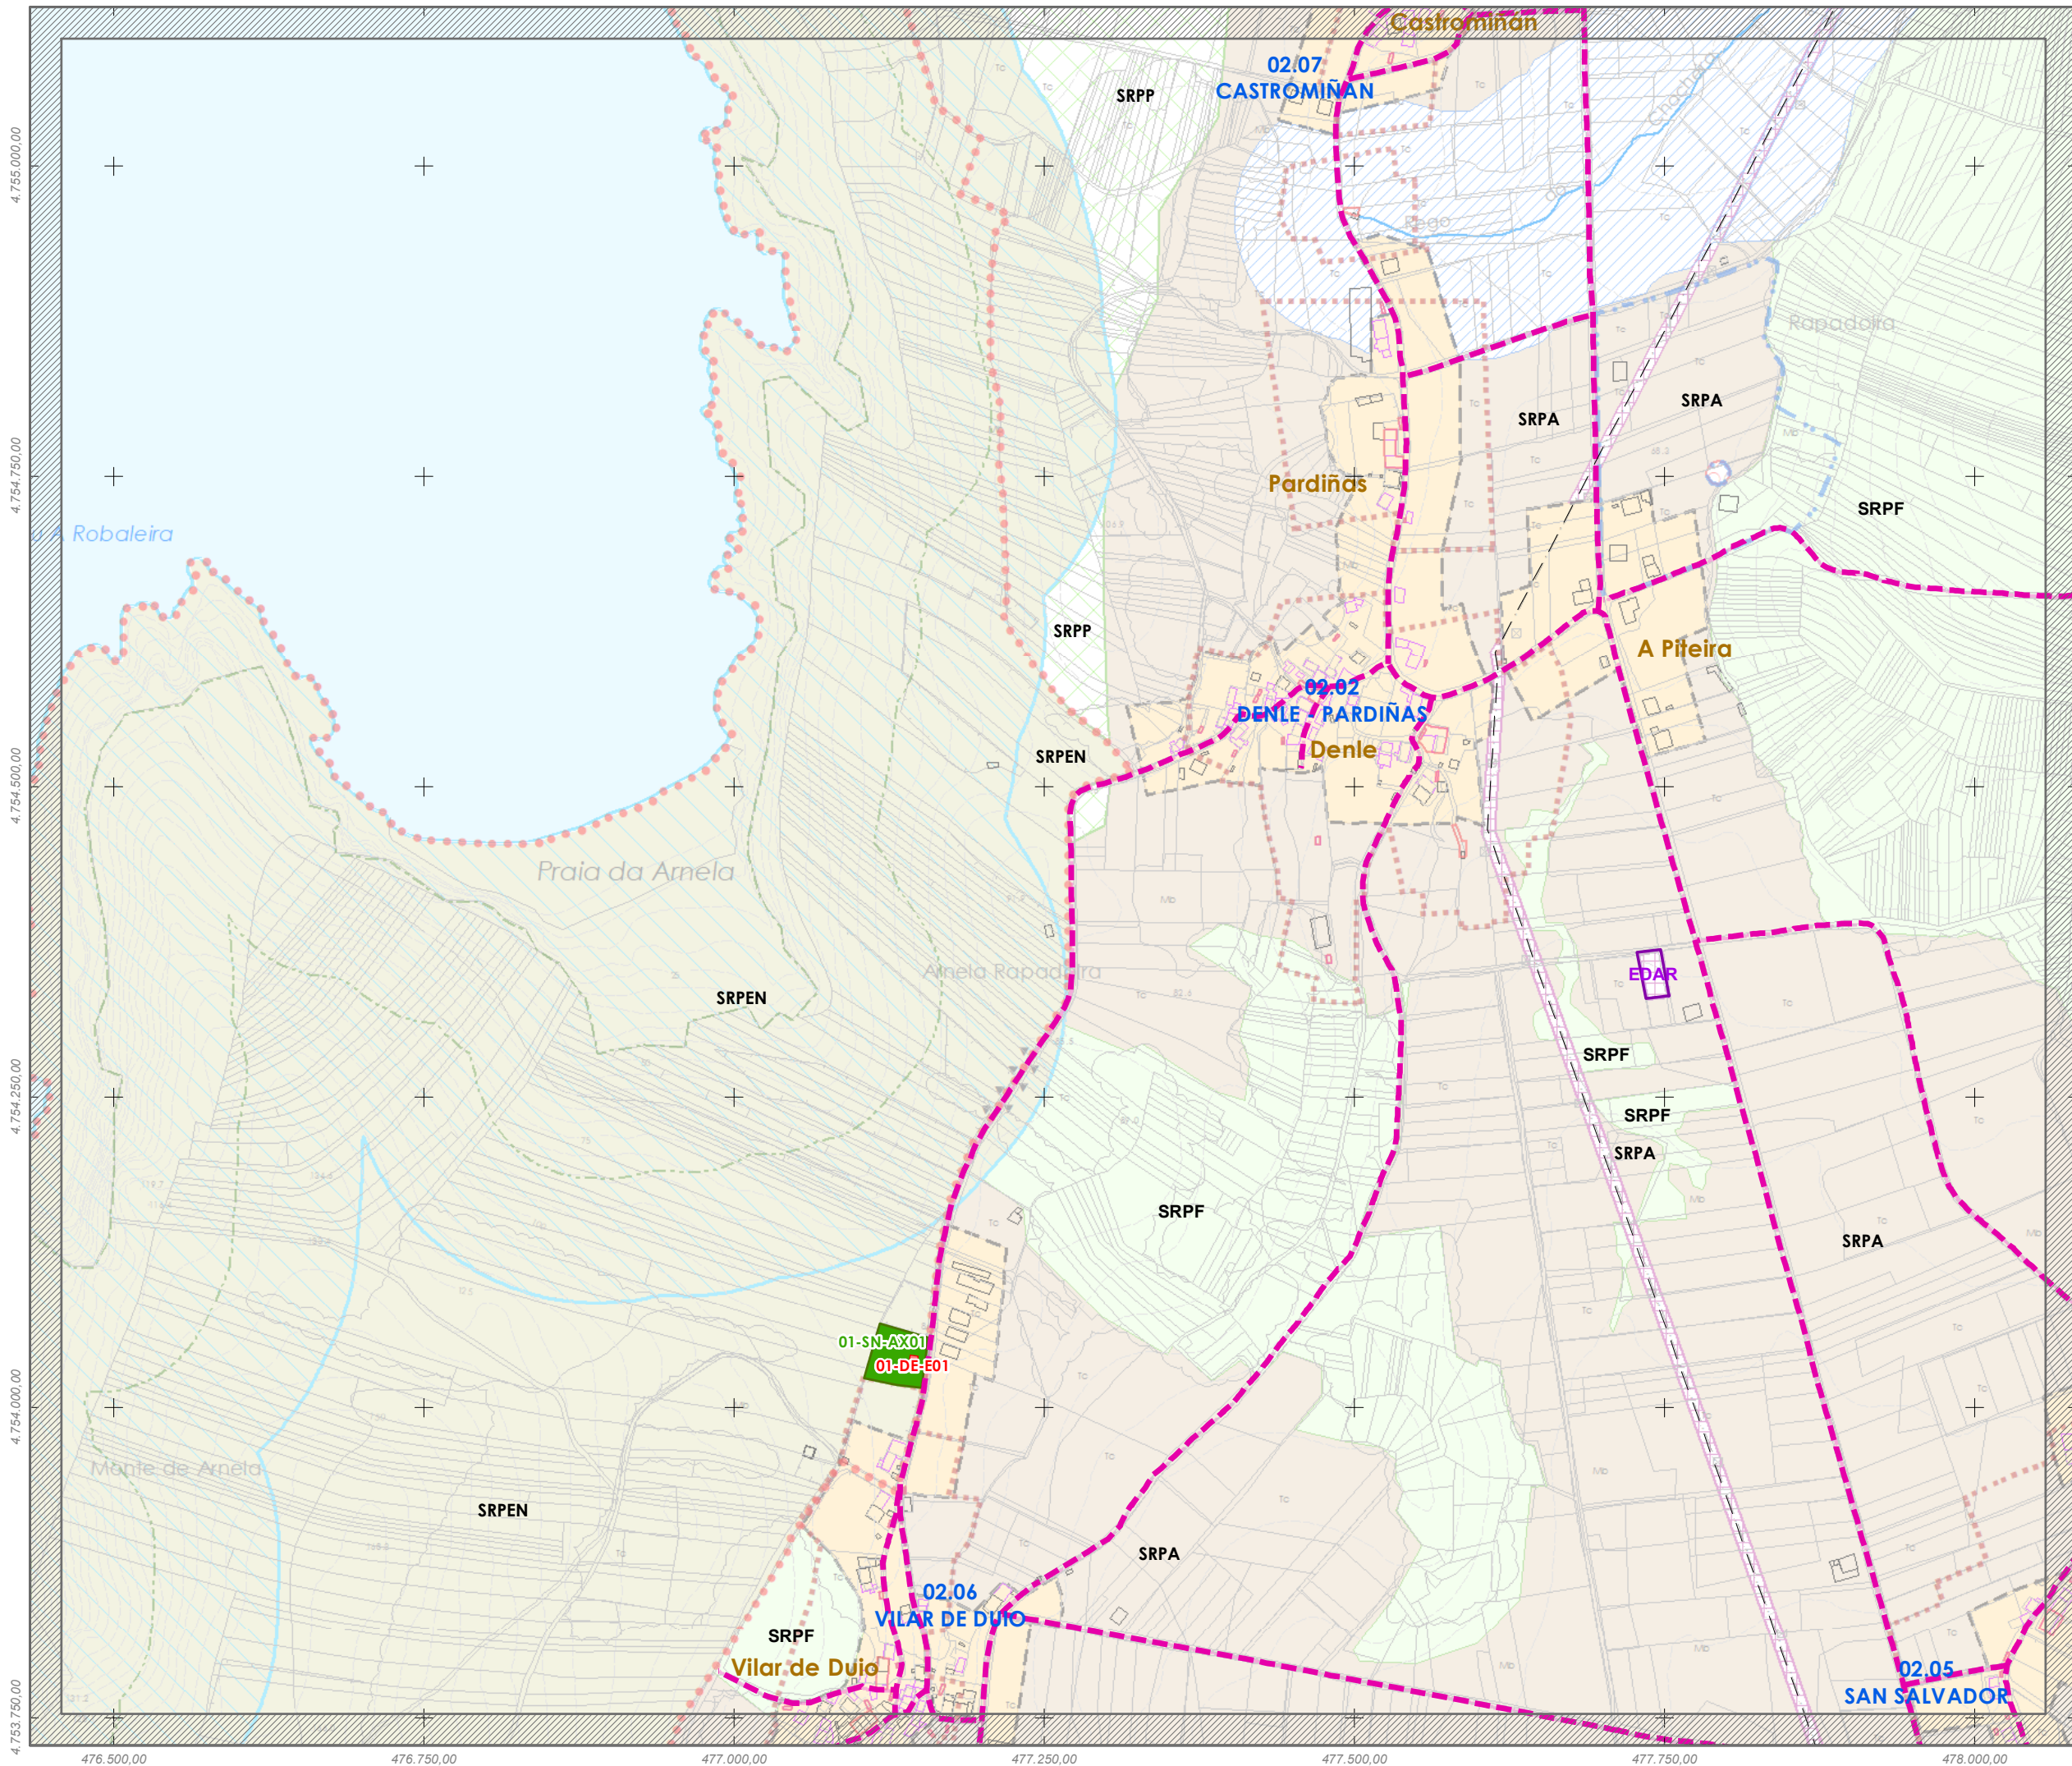 Castromiñan
02.07
CASTROMIÑAN
SRPP
Chacharo
4.755.000,00
do
Rego
Rapadoira
SRPA
SRPA
Pardiñas
4.754.750,00
SRPF
A Robaleira
SRPP
A Piteira
02.02
DENLE - PARDIÑAS
Denle
SRPEN
4.754.500,00
Praia da Arnela
Arnela Rapadoira
SRPEN
EDAR
SRPF
4.754.250,00
SRPF
SRPA
SRPF
SRPA
01-SN-AX01
01-DE-E01
4.754.000,00
Monte de Arnela
SRPEN
SRPA
02.06
VILAR DE DUIO
SRPF
Vilar de Duio
02.05
SAN SALVADOR
4.753.750,00
476.500,00 476.750,00 477.000,00 477.250,00 477.500,00 477.750,00 478.000,00